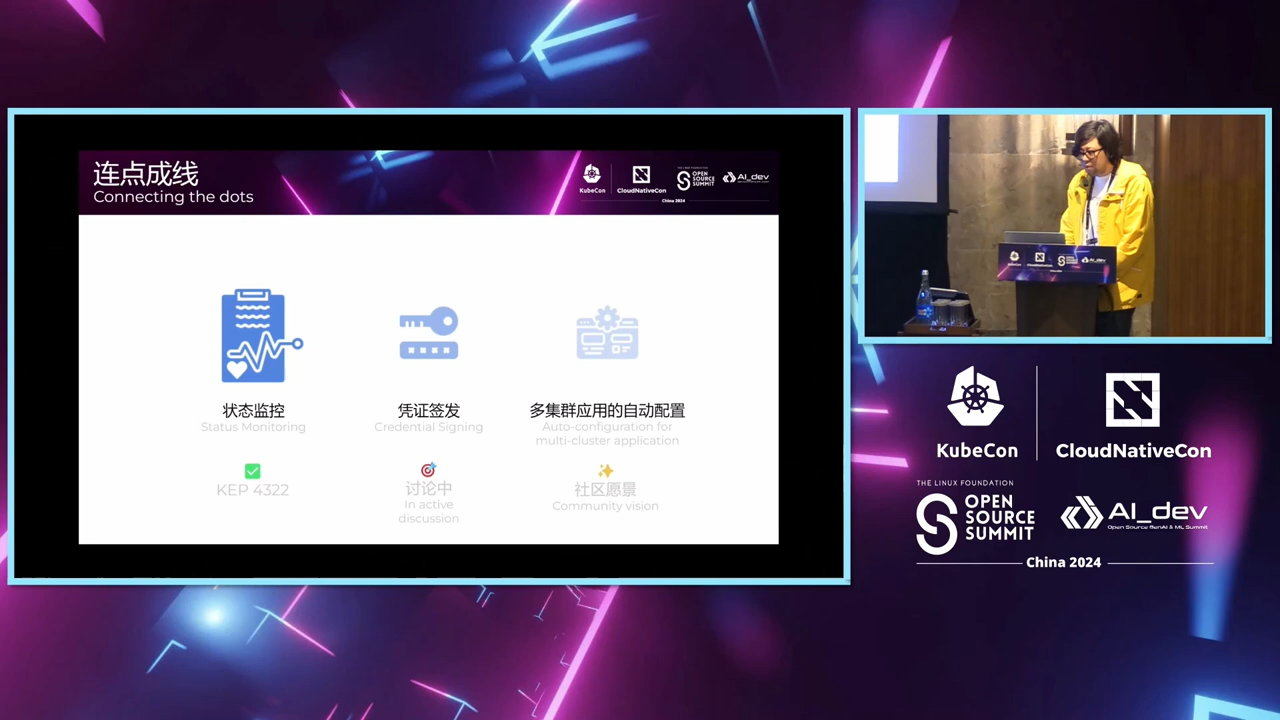 连点成线
Connecting the dots
KubeCon
CloudNativeCon
THE LINUX FOUNDATION
OPEN
SOURCE
SUMMIT
AI_dev
China 2024
状态监控
Status Monitoring
KEP 4322
凭证签发
Credential Signing
讨论中
In active
discussion
多集群应用的自动配置
Auto-configuration for
multi-cluster application
社区愿景
Community vision
KubeCon
CloudNativeCon
THE LINUX FOUNDATION
OPEN
SOURCE
SUMMIT
AI_dev
Open Source GenAI & ML Summit
China 2024